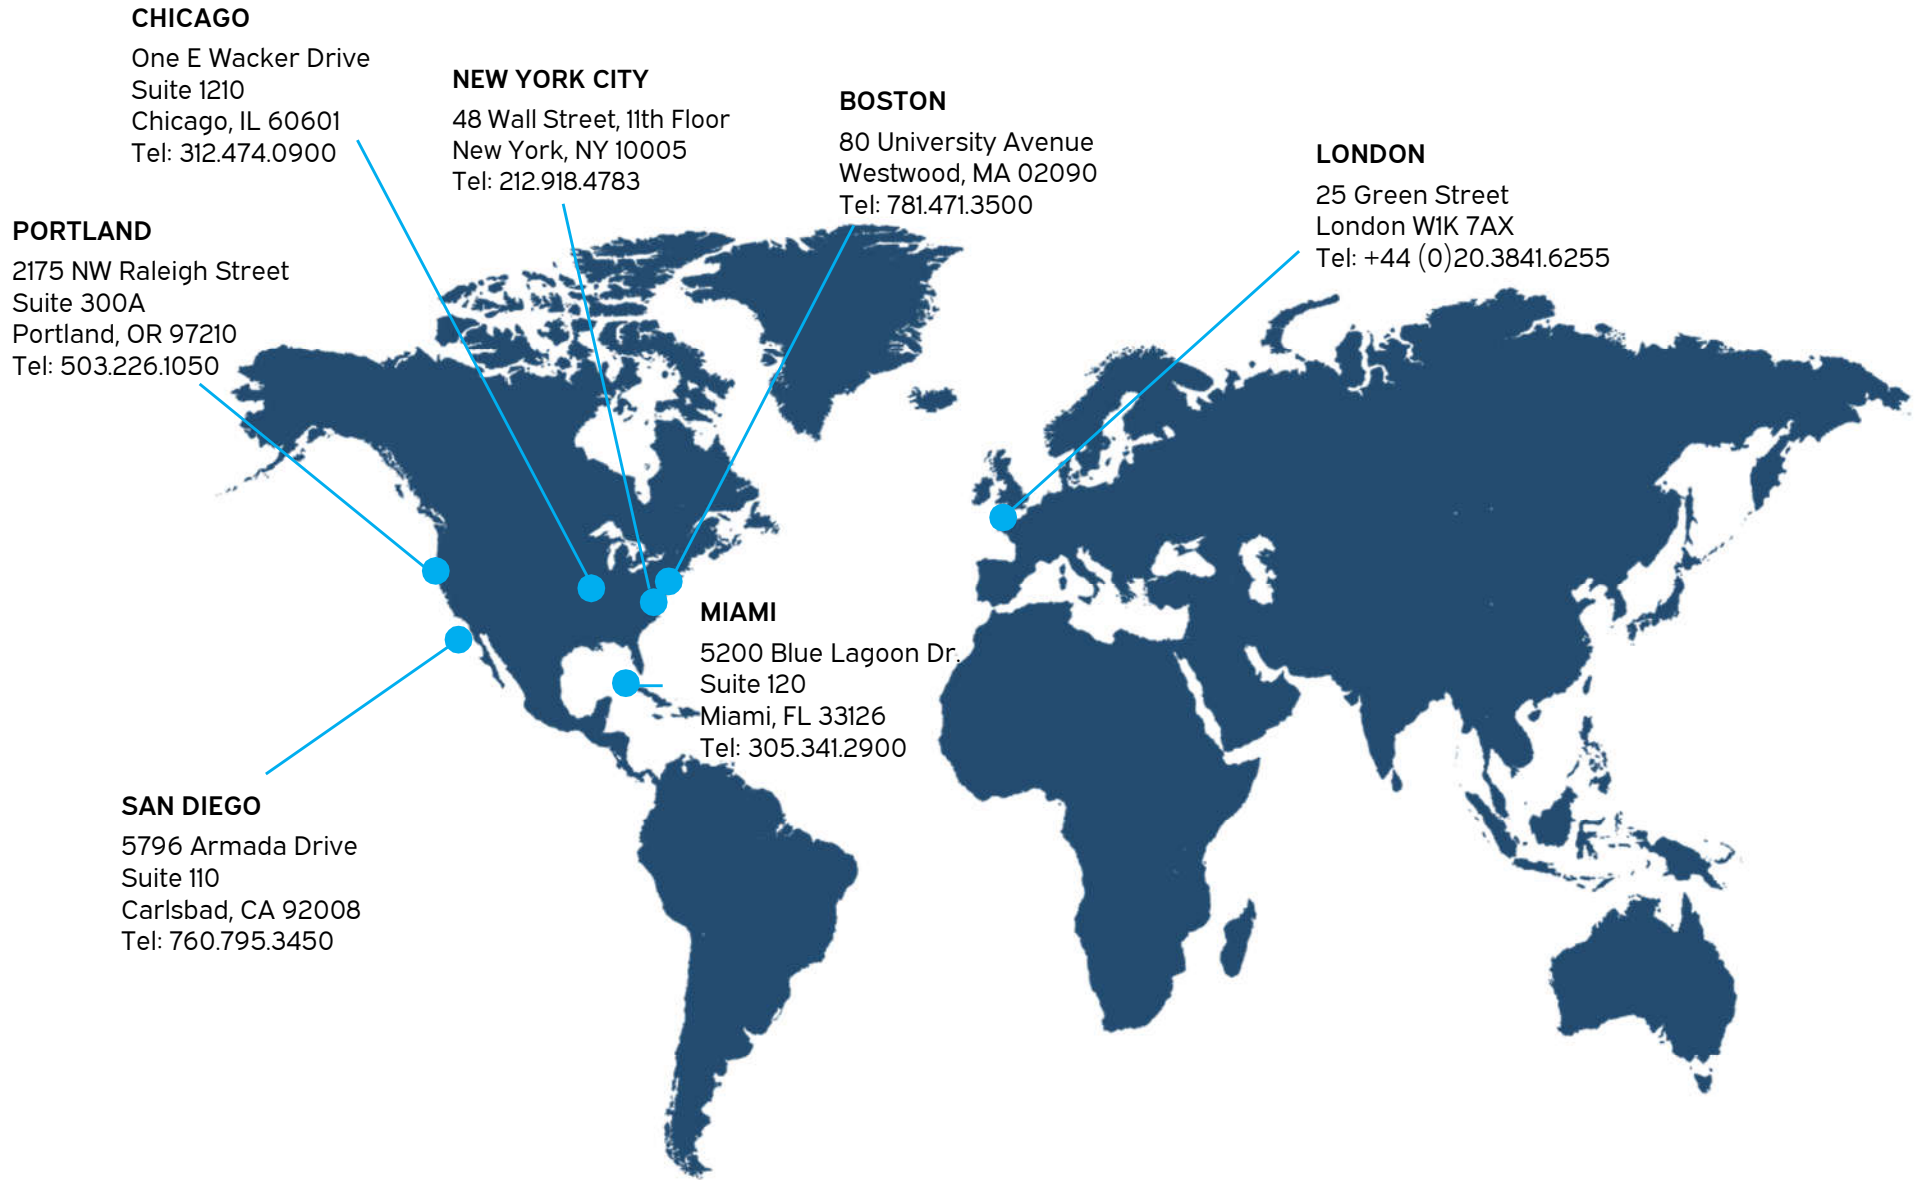 CHICAGO
One E Wacker Drive
Suite 1210
Chicago, IL 60601
Tel: 312.474.0900
NEW YORK CITY
48 Wall Street, 11th Floor
New York, NY 10005
Tel: 212.918.4783
BOSTON
80 University Avenue
Westwood, MA 02090
Tel: 781.471.3500
LONDON
25 Green Street
London W1K 7AX
Tel: +44 (0)20.3841.6255
PORTLAND
2175 NW Raleigh Street
Suite 300A
Portland, OR 97210
Tel: 503.226.1050
MIAMI
5200 Blue Lagoon Dr.
Suite 120
Miami, FL 33126
Tel: 305.341.2900
SAN DIEGO
5796 Armada Drive
Suite 110
Carlsbad, CA 92008
Tel: 760.795.3450